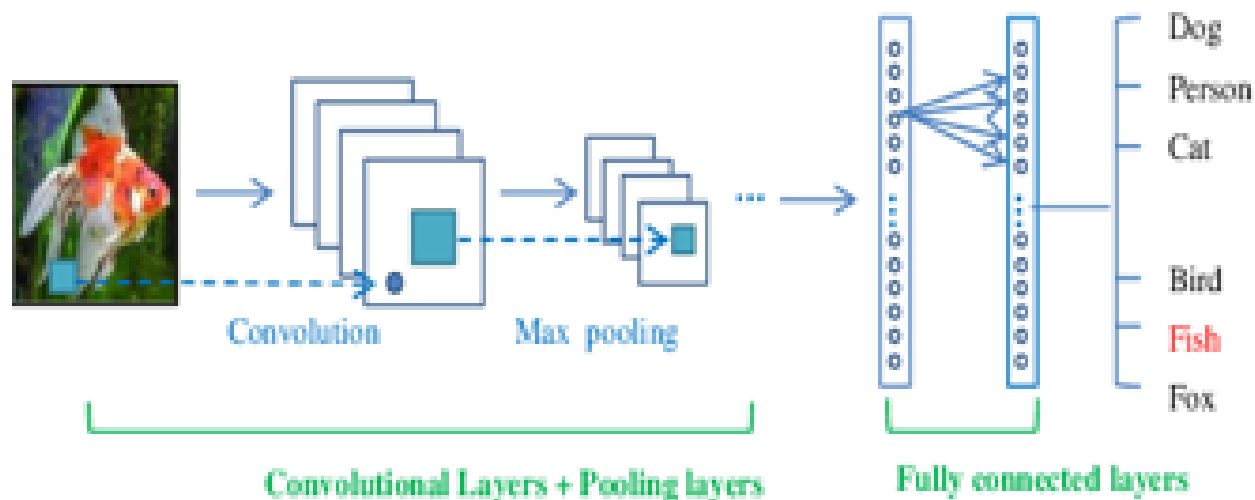 Dog
Person
Cat
Bird
Fish
Fox
Convolution
Max pooling
Convolutional Layers + Pooling layers
Fully connected layers